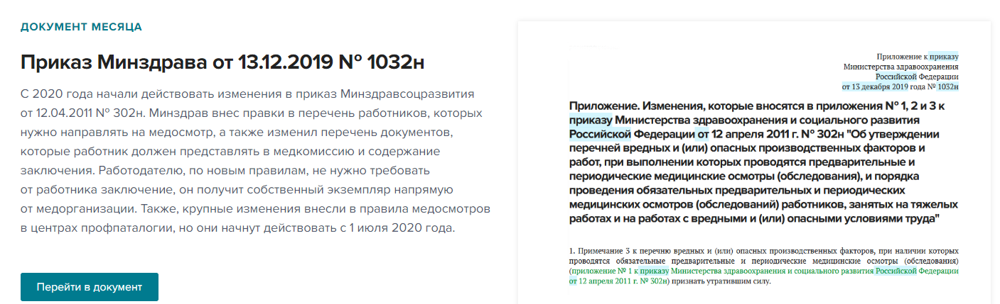 ДОКУМЕНТ МЕСЯЦА
Приказ Минздрава от 13.12.2019 № 1032н
С 2020 года начали действовать изменения в приказ Минздравсоцразвития
от 12.04.2011 № 302н. Минздрав внес правки в перечень работников, которых
нужно направлять на медосмотр, а также изменил перечень документов,
которые работник должен представлять в медкомиссию и содержание
заключения. Работодателю, по новым правилам, не нужно требовать
от работника заключение, он получит собственный экземпляр напрямую
от медорганизации. Также, крупные изменения внесли в правила медосмотров
в центрах профпаталогии, но они начнут действовать с 1 июля 2020 года.
Перейти в документ
Приложение к приказу
Министерства здравоохранения
Российской Федерации
от 13 декабря 2019 года № 1032н
Приложение. Изменения, которые вносятся в приложения № 1, 2 и 3 к
приказу Министерства здравоохранения и социального развития
Российской Федерации от 12 апреля 2011 г. № 302н "Об утверждении
перечней вредных и (или) опасных производственных факторов и
работ, при выполнении которых проводятся предварительные и
периодические медицинские осмотры (обследования), и порядка
проведения обязательных предварительных и периодических
медицинских осмотров (обследований) работников, занятых на тяжелых
работах и на работах с вредными и (или) опасными условиями труда"
1. Примечание 3 к перечню вредных и (или) опасных производственных факторов, при наличии которых
проводятся обязательные предварительные и периодические медицинские осмотры (обследования)
(приложение № 1 к приказу Министерства здравоохранения и социального развития Российской Федерации
от 12 апреля 2011 г. № 302н) признать утратившим силу.